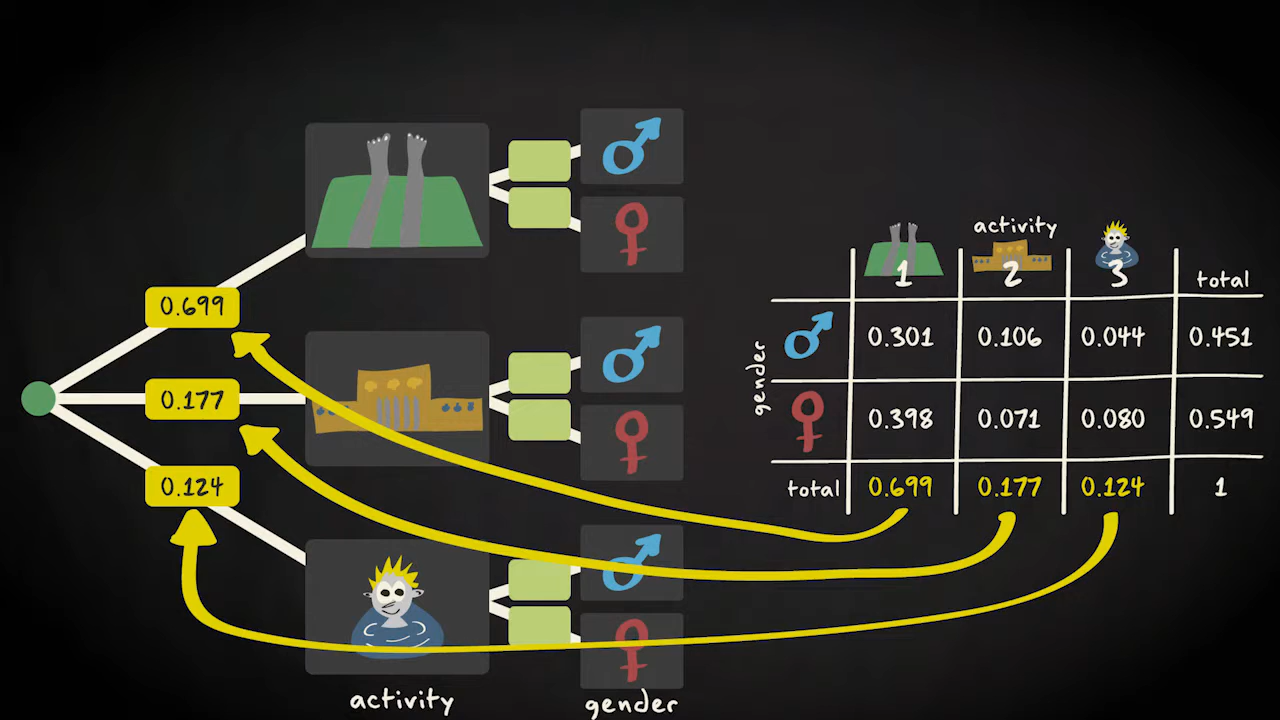 activity
1 2 3 total
0.699
0.301 0.106 0.044 0.451
gender
0.177
0.398 0.071 0.080 0.549
0.124
total 0.699 0.177 0.124 1
activity gender